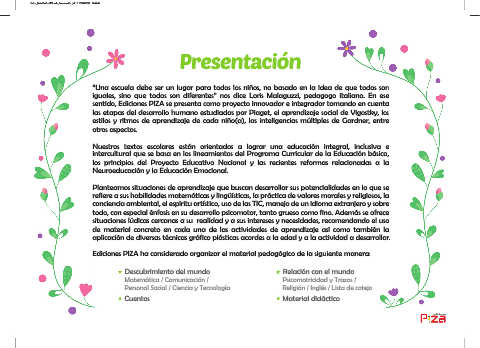 Presentación
"Una escuela debe ser un lugar para todos los niños, no basado en la idea de que todos son
iguales, sino que todos son diferentes" nos dice Loris Malaguzzi, pedagogo italiano. En ese
sentido, Ediciones PIZA se presenta como proyecto innovador e integrador tomando en cuenta
las etapas del desarrollo humano estudiadas por Piaget, el aprendizaje social de Vigostky, los
estilos y ritmos de aprendizaje de cada niño(a), las inteligencias múltiples de Gardner, entre
otros aspectos.
Nuestros textos escolares están orientados a lograr una educación integral, inclusiva e
intercultural que se basa en los lineamientos del Programa Curricular de la Educación básica,
los principios del Proyecto Educativo Nacional y las recientes reformas relacionadas a la
Neuroeducación y la Educación Emocional.
Planteamos situaciones de aprendizaje que buscan desarrollar sus potencialidades en lo que se
refiere a sus habilidades matemáticas y lingüísticas, la práctica de valores morales y religiosos, la
conciencia ambiental, el espíritu artístico, uso de las TIC, manejo de un idioma extranjero y sobre
todo, con especial énfasis en su desarrollo psicomotor, tanto grueso como fino. Además se ofrece
situaciones lúdicas cercanas a su realidad y a sus intereses y necesidades, recomendando el uso
de material concreto en cada una de las actividades de aprendizaje así como también la
aplicación de diversas técnicas gráfico plásticas acordes a la edad y a la actividad a desarrollar.
Ediciones PIZA ha considerado organizar el material pedagógico de la siguiente manera:
Descubrimiento del mundo
Matemática / Comunicación /
Personal Social / Ciencia y Tecnología
Cuentos
Relación con el mundo
Psicomotricidad y Trazos /
Religión / Inglés / Lista de cotejo
Material didáctico
PIZA